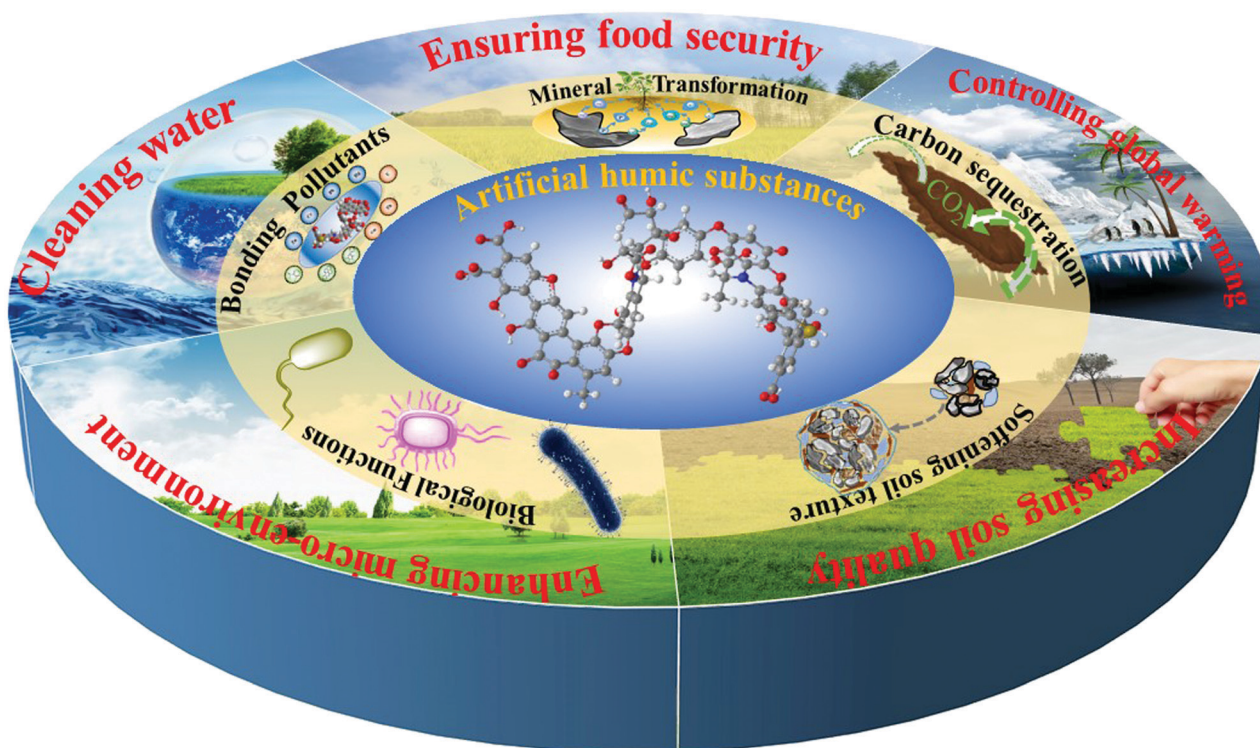 Ensuring food security
Mineral Transformation
Controlling global warming
Carbon sequestration
CO2
Increasing soil quality
Softening soil texture
Enhancing micro-environment
Biological Functions
Cleaning water
Bonding Pollutants
Artificial humic substances